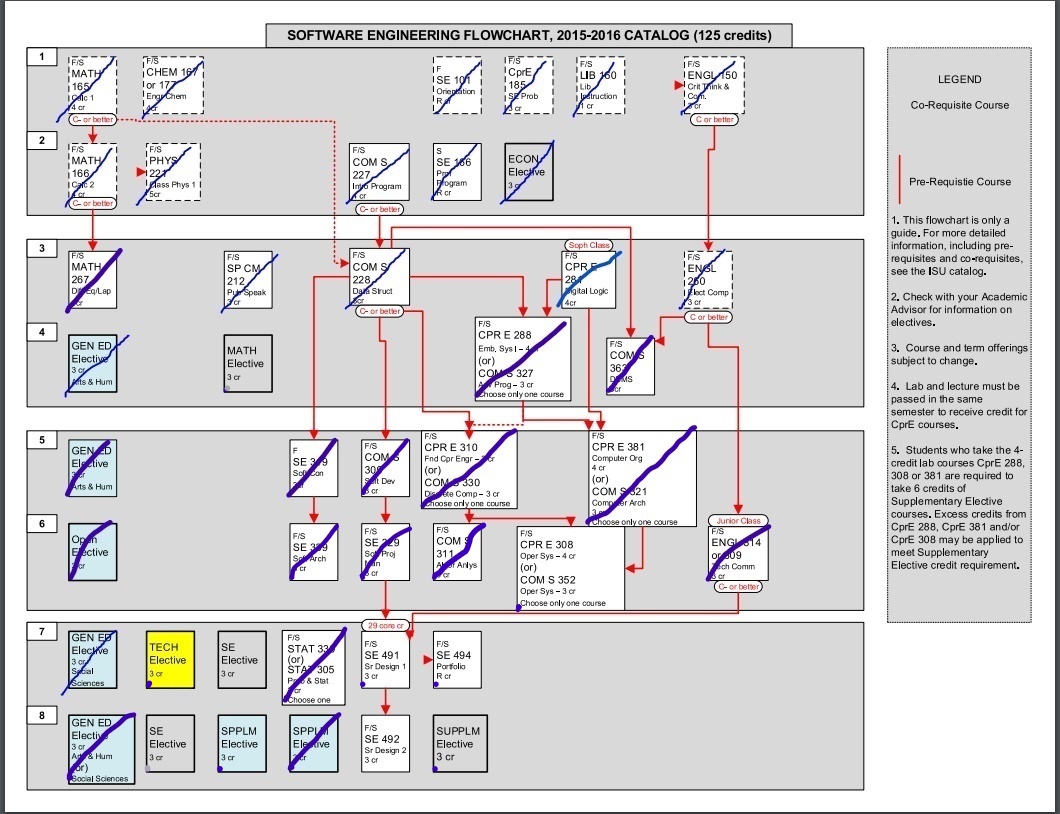 SOFTWARE ENGINEERING FLOWCHART, 2015-2016 CATALOG (125 credits)
1
F/S
MATH
165
Calc 1
4 cr
C- or better
F/S
CHEM 167
or 177
Engr Chem
4cr
F
SE 101
Orientation
R cr
F/S
CprE
185
SE Prob
3 cr
F/S
LIB 160
Lib
Instruction
1 cr
F/S
ENGL 150
Crit Think &
Com.
3 cr
C or better
2
F/S
MATH
166
Calc 2
4 cr
C- or better
F/S
PHYS
221
Class Phys 1
5cr
F/S
COM S
227
Intro Program
4 cr
C- or better
S
SE 166
Program
R cr
ECON
Elective
3 cr
3
F/S
MATH
267
Dif Eq/Lap
4 cr
F/S
SP CM
212
Pub Speak
3 cr
F/S
COM S
228
Data Struct
3cr
C- or better
Soph Class
F/S
CPR E
281
Digital Logic
4cr
F/S
ENGL
250
Elect Comp
3 cr
C or better
4
GEN ED
Elective
3 cr
Arts & Hum
MATH
Elective
3 cr
F/S
CPR E 288
Emb. Sys I – 4 cr
(or)
COM S 327
Adv Prog – 3 cr
Choose only one course
F/S
COM S
363
DBMS
3 cr
5
GEN ED
Elective
3 cr
Arts & Hum
F
SE 319
Soft Con
3 cr
F/S
COM S
309
Soft Dev
3 cr
F/S
CPR E 310
Fnd Cpr Engr – 3 cr
(or)
COM S 330
Discrete Comp – 3 cr
Choose only one course
F/S
CPR E 381
Computer Org
4 cr
(or)
COM S 321
Computer Arch
3 cr
Choose only one course
6
Open
Elective
3 cr
F/S
SE 339
Soft Arch
3 cr
F/S
SE 329
Soft Proj
Man
3 cr
F/S
COM S
311
Algor Anlys
3 cr
F/S
CPR E 308
Oper Sys – 4 cr
(or)
COM S 352
Oper Sys – 3 cr
Choose only one course
Junior Class
F/S
ENGL 314
or 309
Tech Comm
3 cr
C- or better
7
GEN ED
Elective
3 cr
Social
Sciences
TECH
Elective
3 cr
SE
Elective
3 cr
F/S
STAT 330
(or)
STAT 305
Prob & Stat
3 cr
Choose one
29 core cr
F/S
SE 491
Sr Design 1
3 cr
F/S
SE 494
Portfolio
R cr
8
GEN ED
Elective
3 cr
Arts & Hum
(or)
Social Sciences
SE
Elective
3 cr
SPPLM
Elective
3 cr
SPPLM
Elective
3 cr
F/S
SE 492
Sr Design 2
3 cr
SUPPLM
Elective
3 cr
LEGEND
Co-Requisite Course
Pre-Requistie Course
1. This flowchart is only a
guide. For more detailed
information, including pre-
requisites and co-requisites,
see the ISU catalog.
2. Check with your Academic
Advisor for information on
electives.
3. Course and term offerings
subject to change.
4. Lab and lecture must be
passed in the same
semester to receive credit for
CprE courses.
5. Students who take the 4-
credit lab courses CprE 288,
308 or 381 are required to
take 6 credits of
Supplementary Elective
courses. Excess credits from
CprE 288, CprE 381 and/or
CprE 308 may be applied to
meet Supplementary
Elective credit requirement.